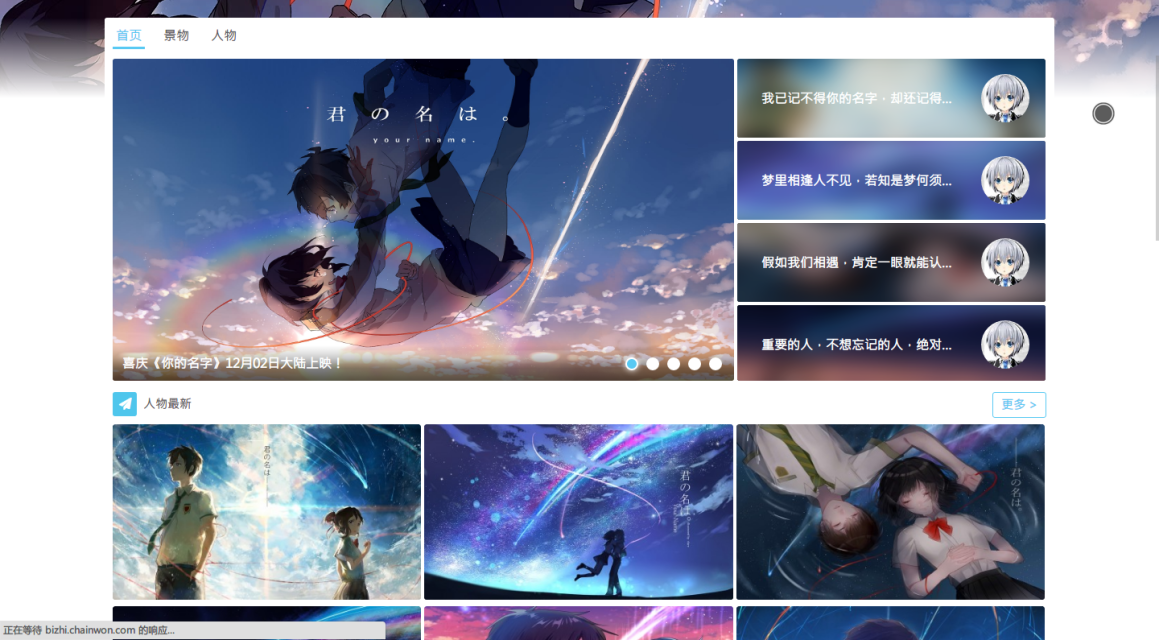 首页 景物 人物
君の名は。
your name.
喜庆《你的名字》12月02日大陆上映！
我已记不得你的名字 · 却还记得...
梦里相逢人不见 · 若知是梦何须...
假如我们相遇 · 肯定一眼就能认...
重要的人 · 不想忘记的人 · 绝对...
人物最新
更多 >
君の名は
君の名は
君の名は
正在等待 bizhi.chainwon.com 的响应...